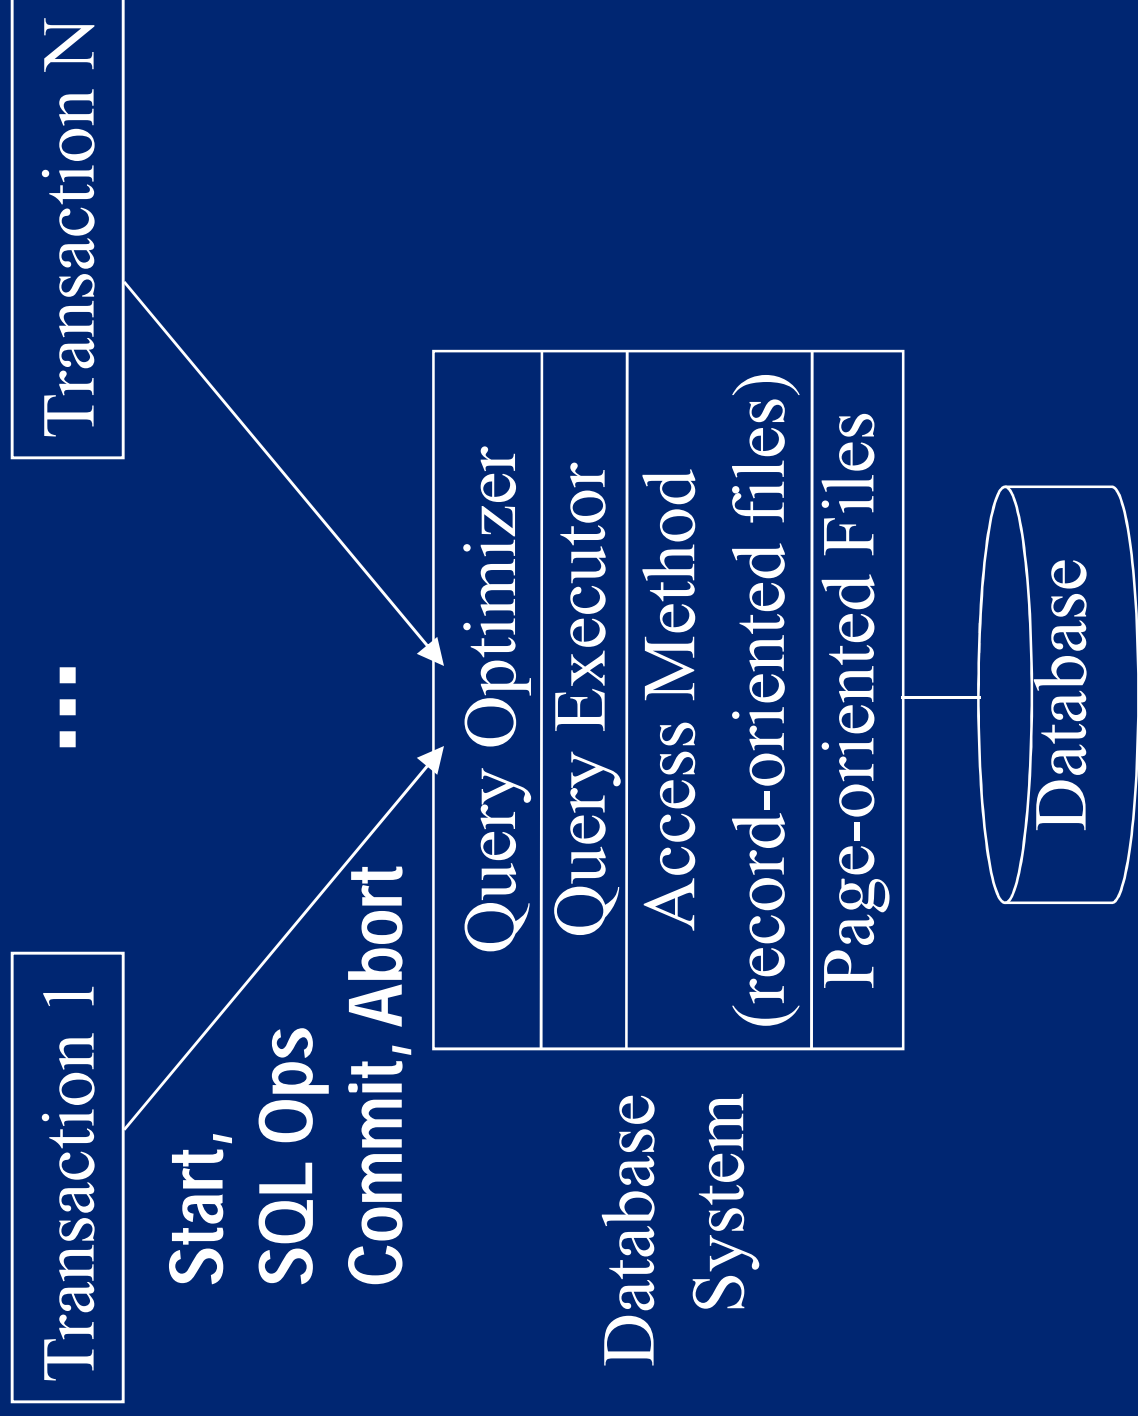 Transaction 1
...
Transaction N
Start,
SQL Ops
Commit, Abort
Database
System
Query Optimizer
Query Executor
Access Method
(record-oriented files)
Page-oriented Files
Database